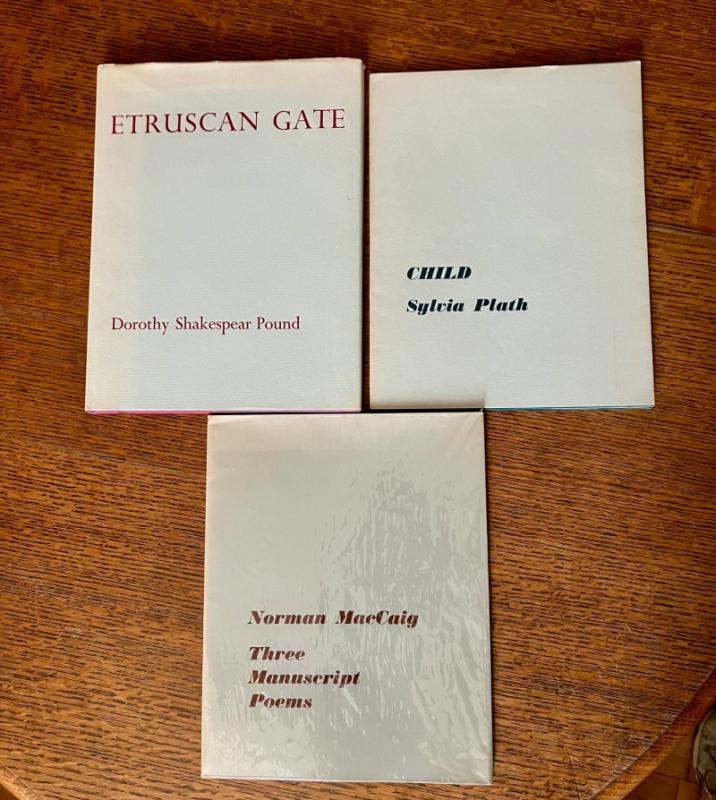 ETRUSCAN GATE
Dorothy Shakespear Pound
CHILD
Sylvia Plath
Norman MacCaig
Three
Manuscript
Poems